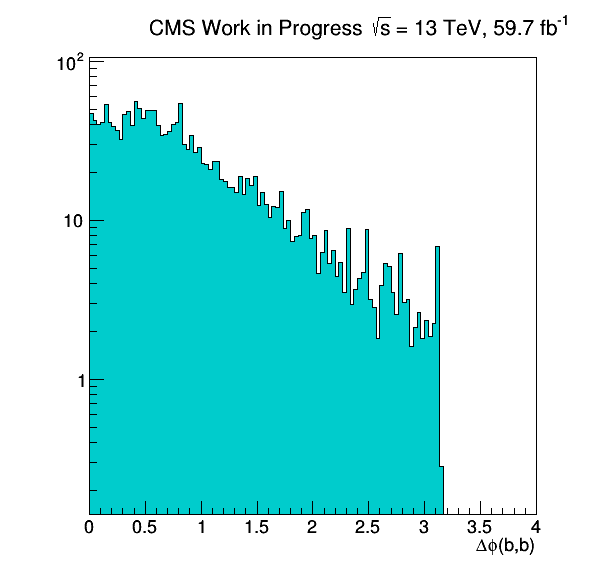 CMS Work in Progress √s = 13 TeV, 59.7 fb⁻¹
10²
10
1
0 0.5 1 1.5 2 2.5 3 3.5 4
Δϕ(b,b)